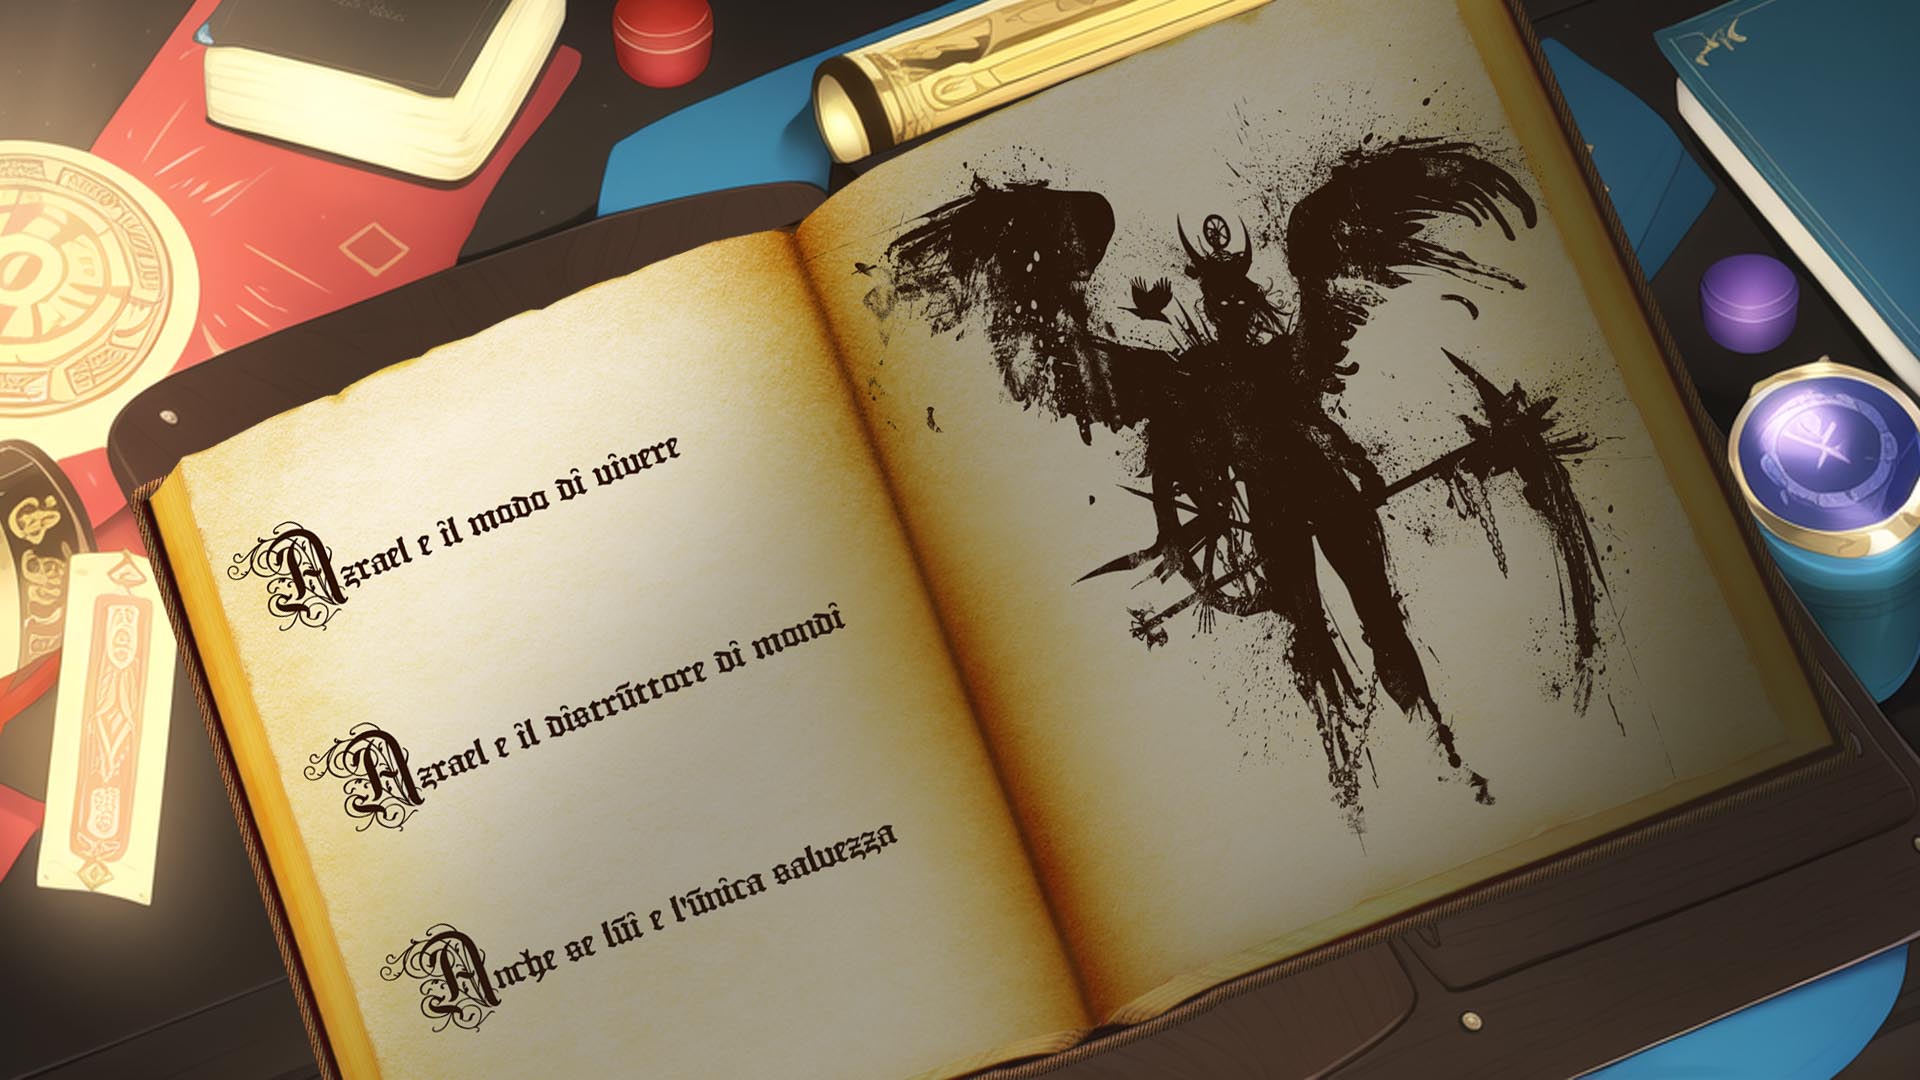 Azrael e il modo di vivere
Azrael e il distruttore di mondi
Anche se lui e l'unica salvezza